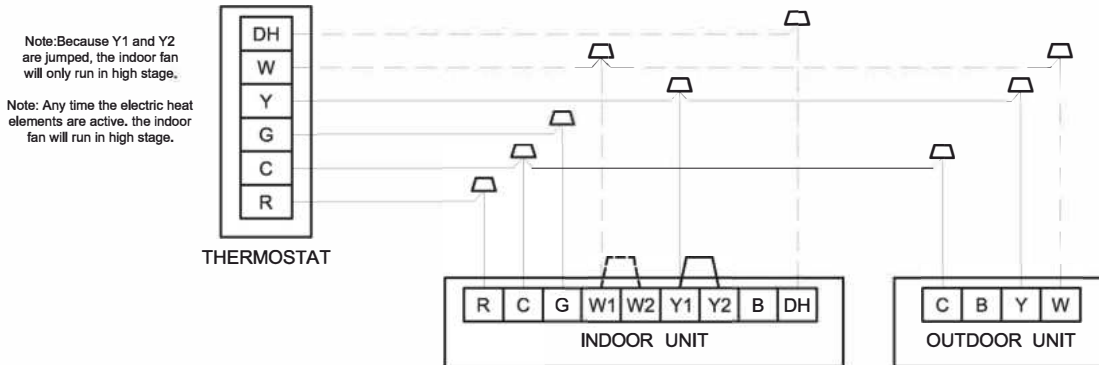 Note:Because Y1 and Y2
are jumped, the indoor fan
will only run in high stage.
Note: Any time the electric heat
elements are active. the indoor
fan will run in high stage.
DH
W
Y
G
C
R
THERMOSTAT
R C G W1 W2 Y1 Y2 B DH
INDOOR UNIT
C B Y W
OUTDOOR UNIT